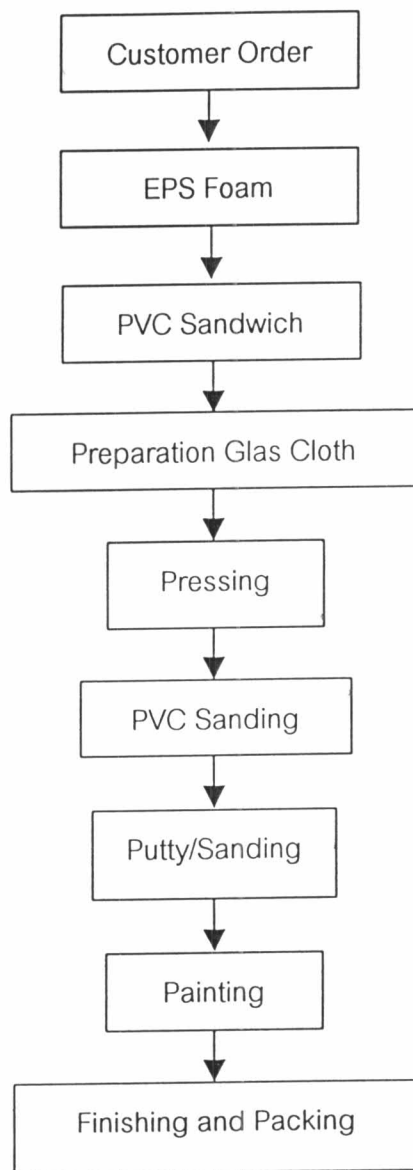 Customer Order
EPS Foam
PVC Sandwich
Preparation Glas Cloth
Pressing
PVC Sanding
Putty/Sanding
Painting
Finishing and Packing